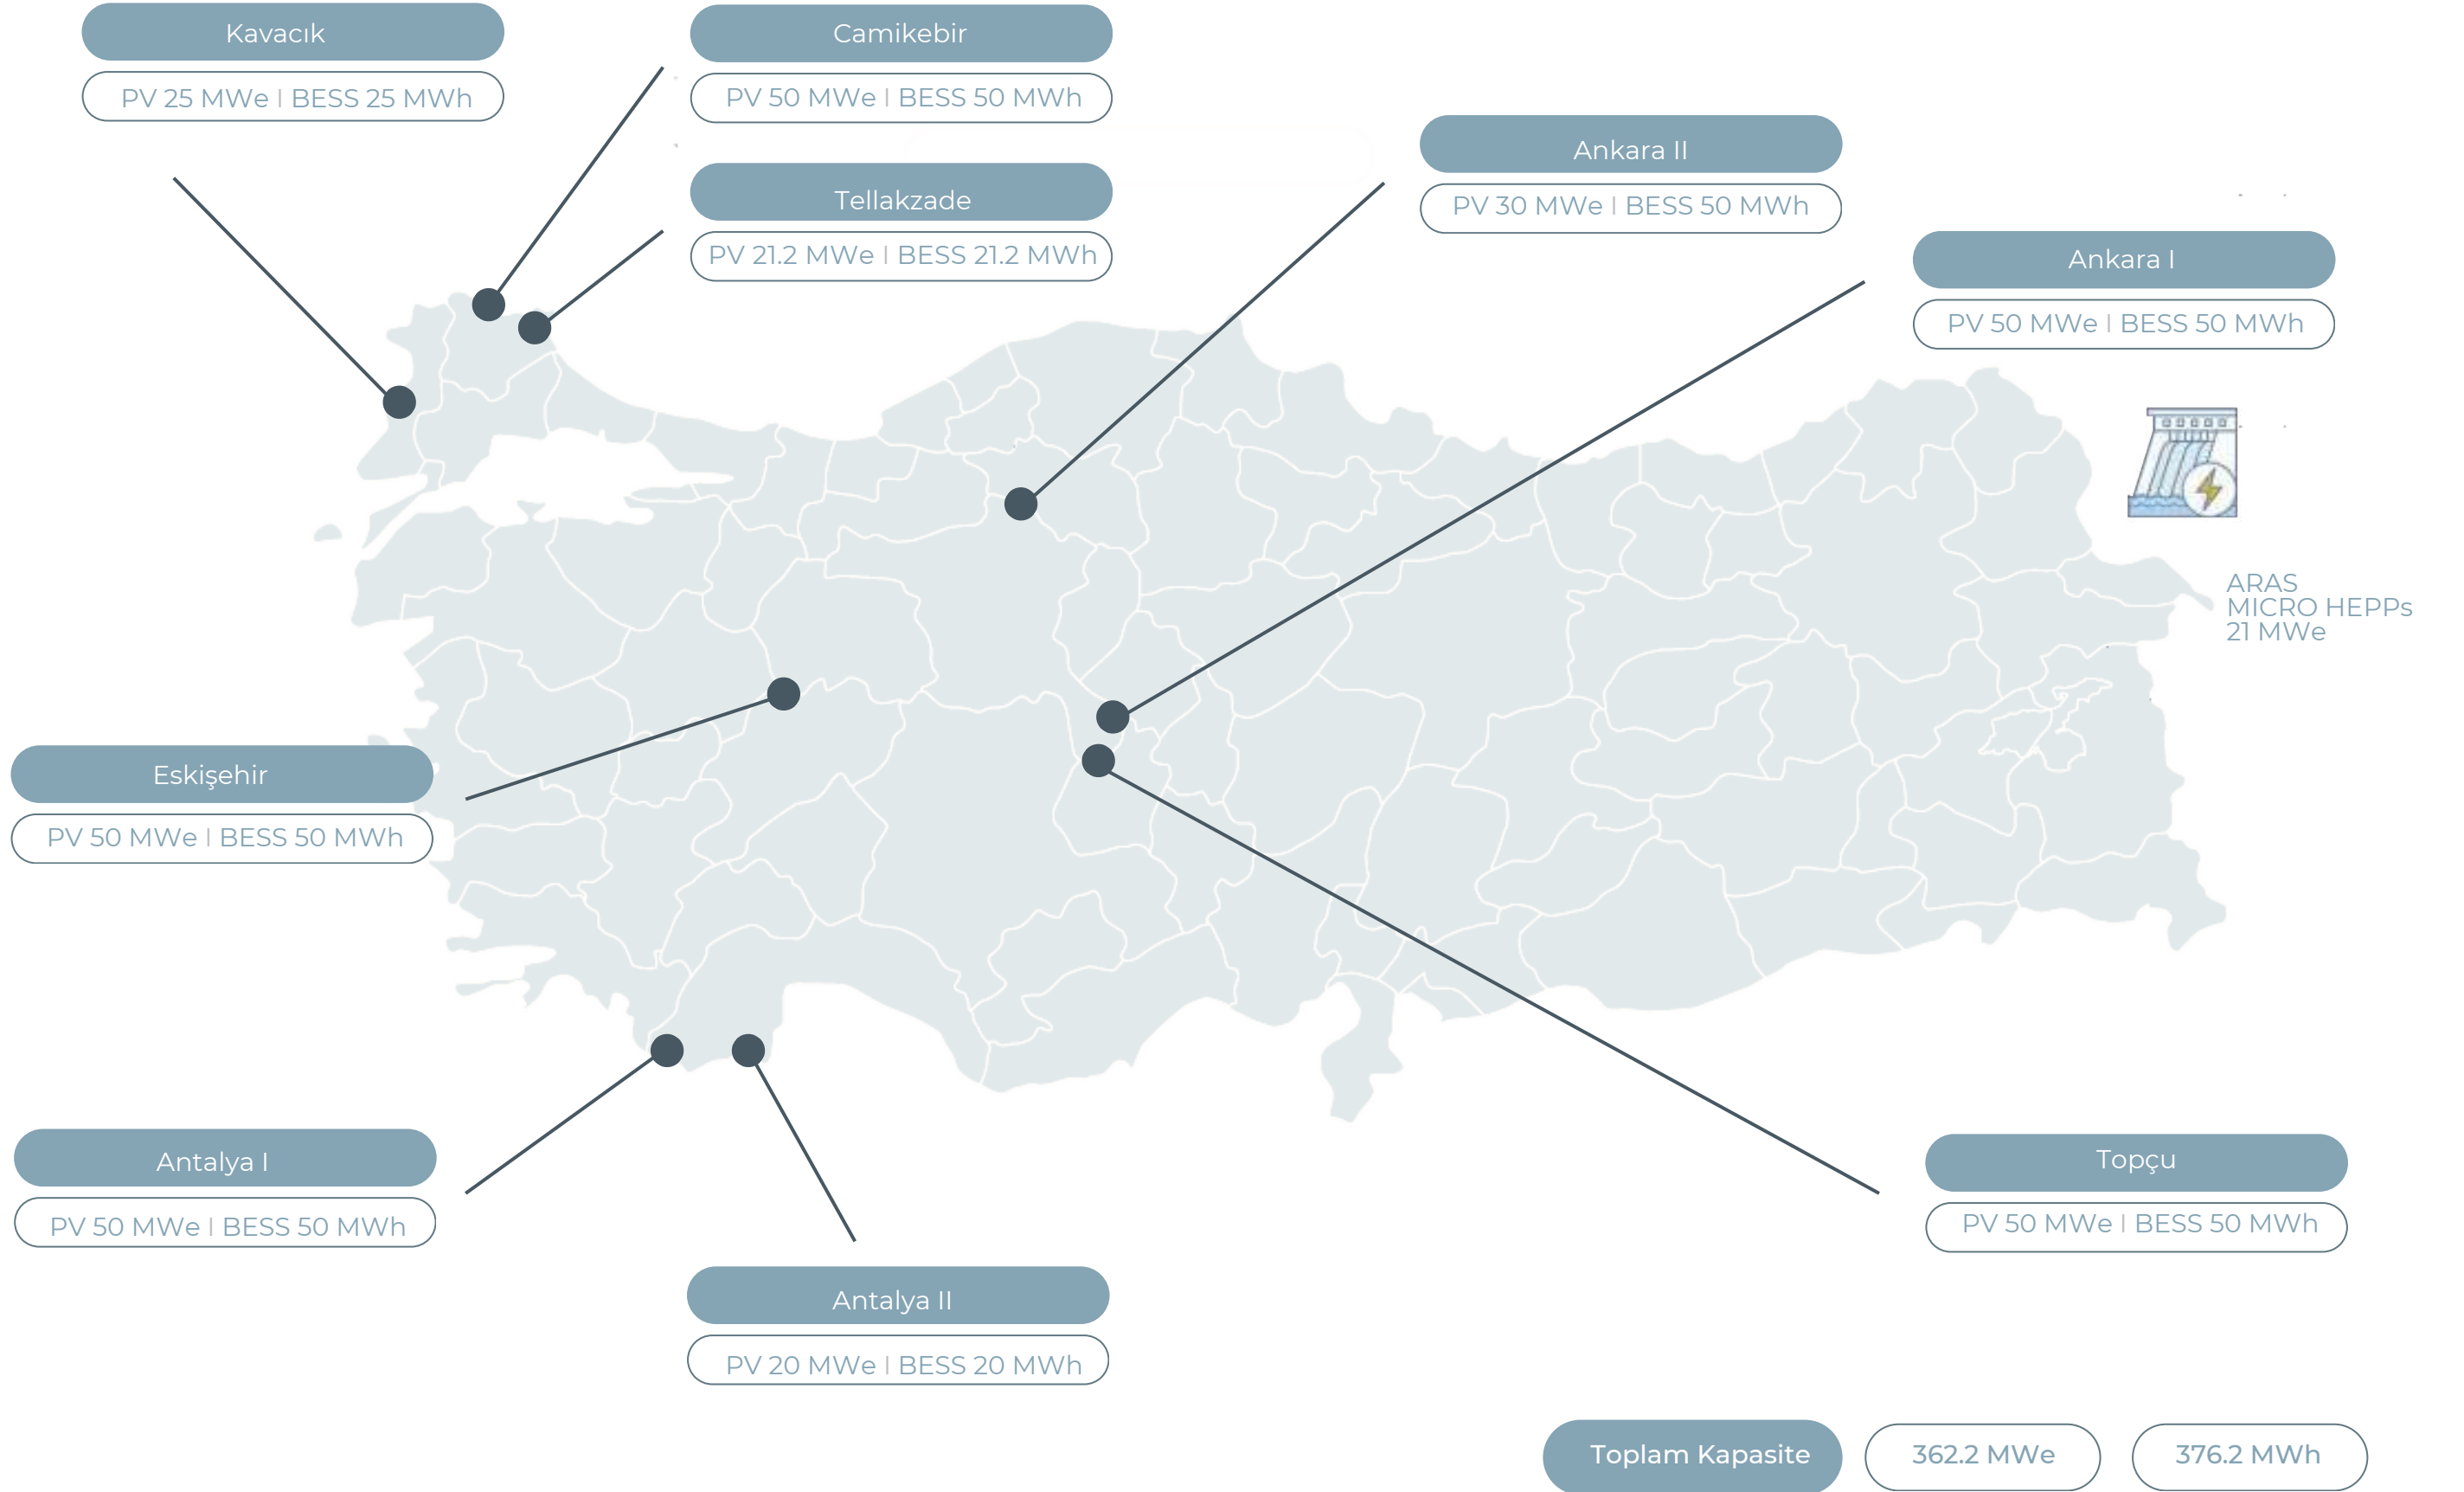 Kavacık
PV 25 MWe | BESS 25 MWh
Camikebir
PV 50 MWe | BESS 50 MWh
Tellakzade
PV 21.2 MWe | BESS 21.2 MWh
Ankara II
PV 30 MWe | BESS 50 MWh
Ankara I
PV 50 MWe | BESS 50 MWh
ARAS
MICRO HEPPs
21 MWe
Eskişehir
PV 50 MWe | BESS 50 MWh
Antalya I
PV 50 MWe | BESS 50 MWh
Antalya II
PV 20 MWe | BESS 20 MWh
Topçu
PV 50 MWe | BESS 50 MWh
Toplam Kapasite
362.2 MWe
376.2 MWh